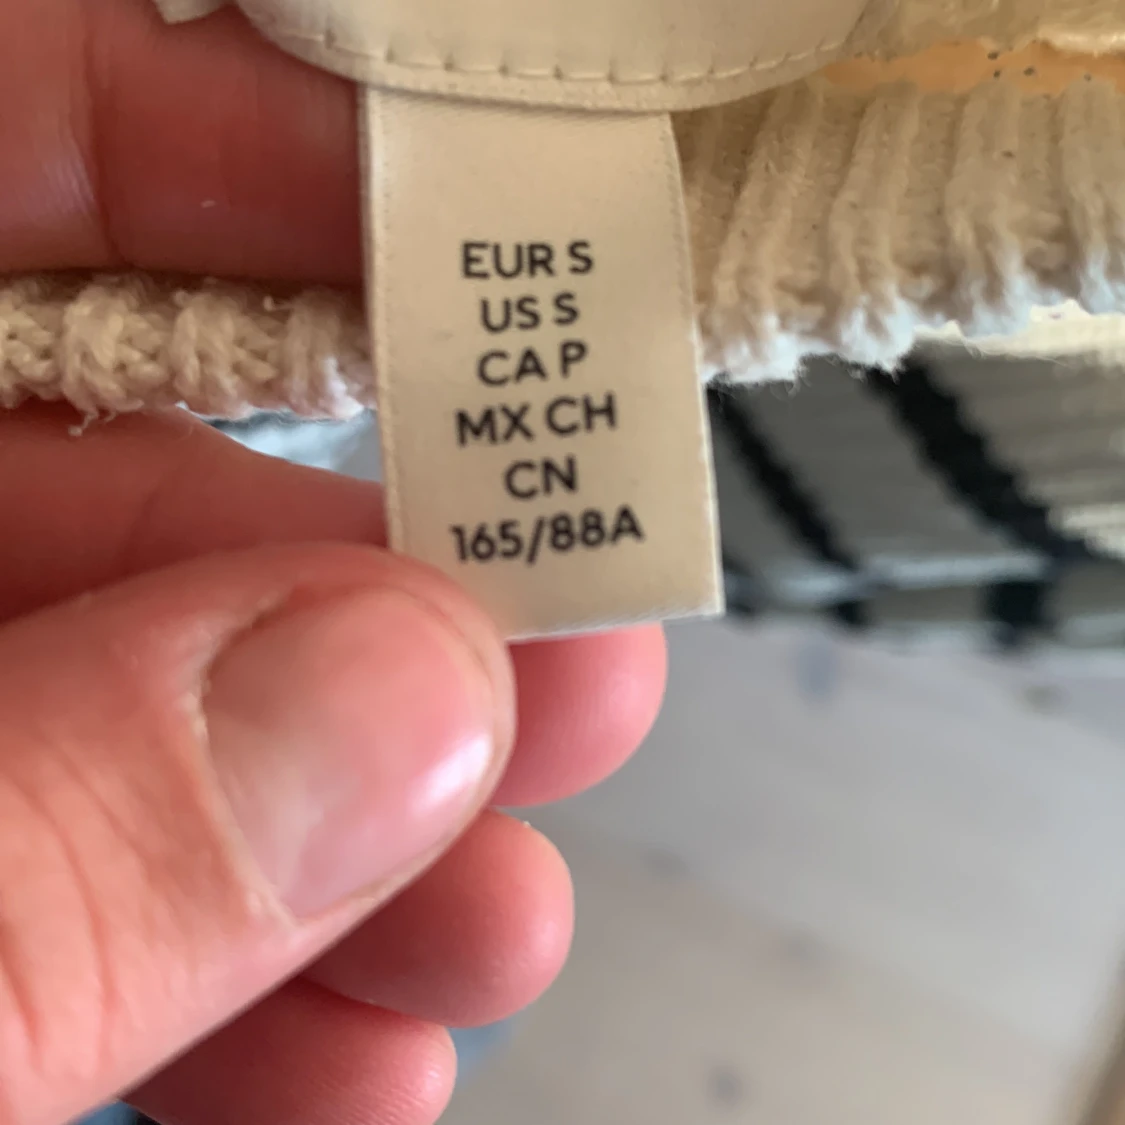 EUR S
US S
CA P
MX CH
CN
165/88A